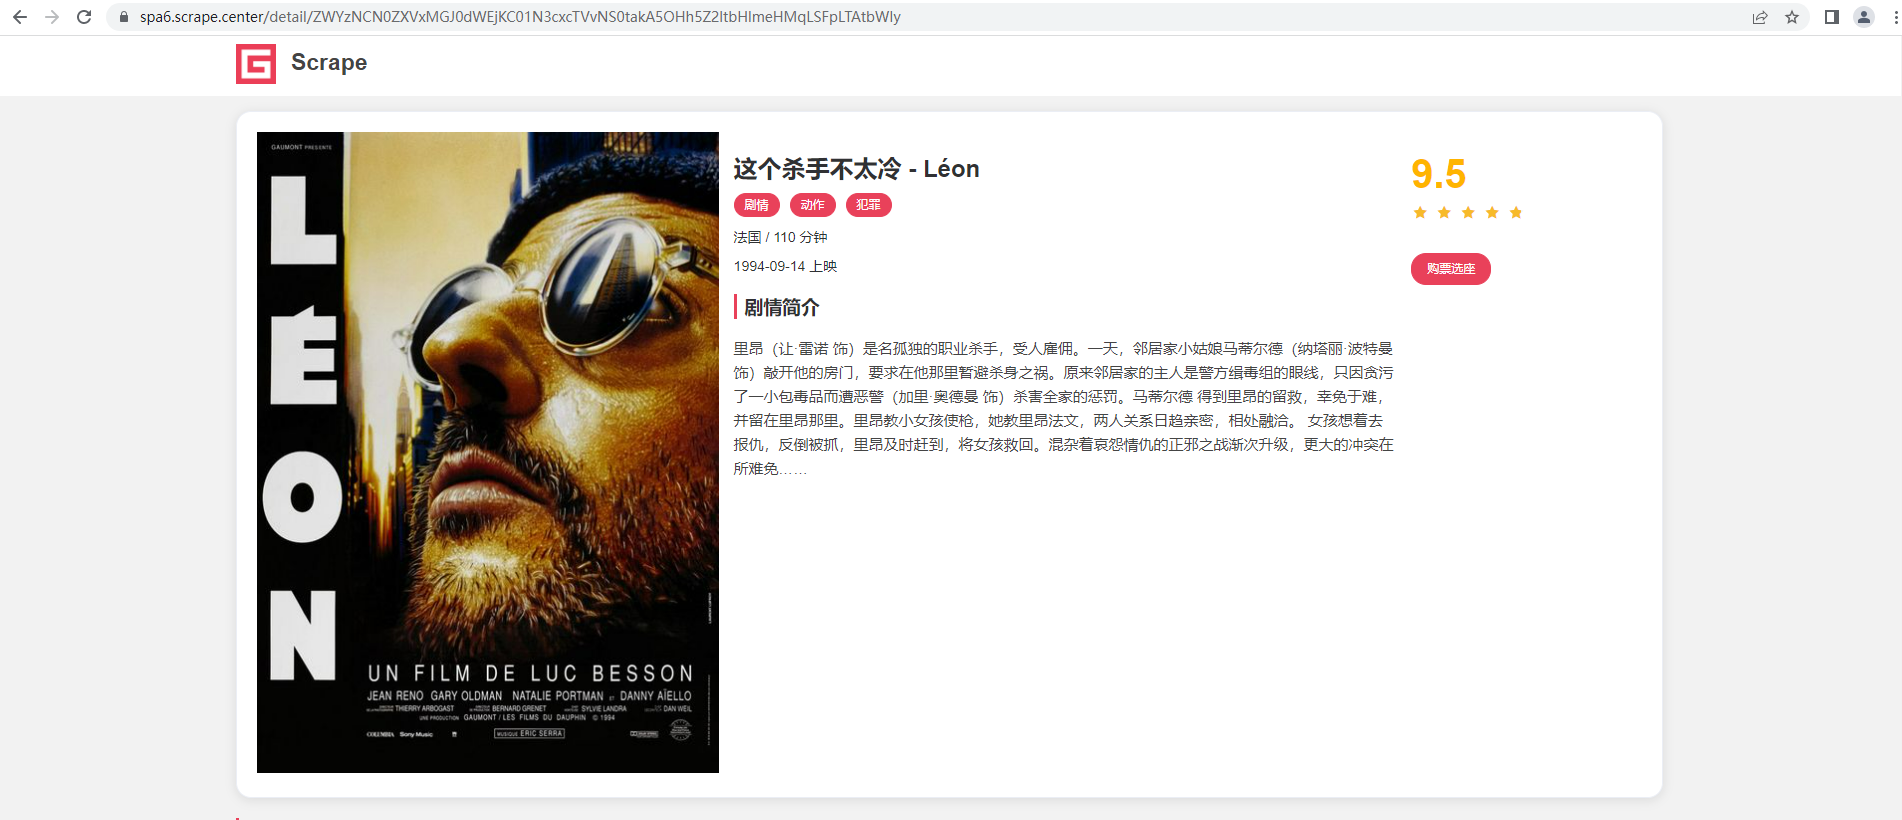 spa6.scrape.center/detail/ZWYzNCN0ZXVxMGJ0dWEjKC01N3cxcTVvNS0takA5OHh5Z2ltbHlmeHMqLSFpLTAtbWIy
Scrape
GAUMONT PRESENTE
LÉON
UN FILM DE LUC BESSON
JEAN RENO GARY OLDMAN NATALIE PORTMAN ET DANNY AÏELLO
THIERRY ARBOGAST BERNARD GRENET SYLVIE LANDRA DAN WEIL
UNE PRODUCTION GAUMONT / LES FILMS DU DAUPHIN © 1994
COLUMBIA Sony Music MUSIQUE ERIC SERRA
这个杀手不太冷 - Léon
剧情 动作 犯罪
法国 / 110 分钟
1994-09-14 上映
剧情简介
里昂（让·雷诺 饰）是名孤独的职业杀手，受人雇佣。一天，邻居家小姑娘马蒂尔德（纳塔丽·波特曼
饰）敲开他的房门，要求在他那里暂避杀身之祸。原来邻居家的主人是警方缉毒组的眼线，只因贪污
了一小包毒品而遭恶警（加里·奥德曼 饰）杀害全家的惩罚。马蒂尔德 得到里昂的留救，幸免于难，
并留在里昂那里。里昂教小女孩使枪，她教里昂法文，两人关系日趋亲密，相处融洽。 女孩想着去
报仇，反倒被抓，里昂及时赶到，将女孩救回。混杂着哀怨情仇的正邪之战渐次升级，更大的冲突在
所难免……
9.5
购票选座